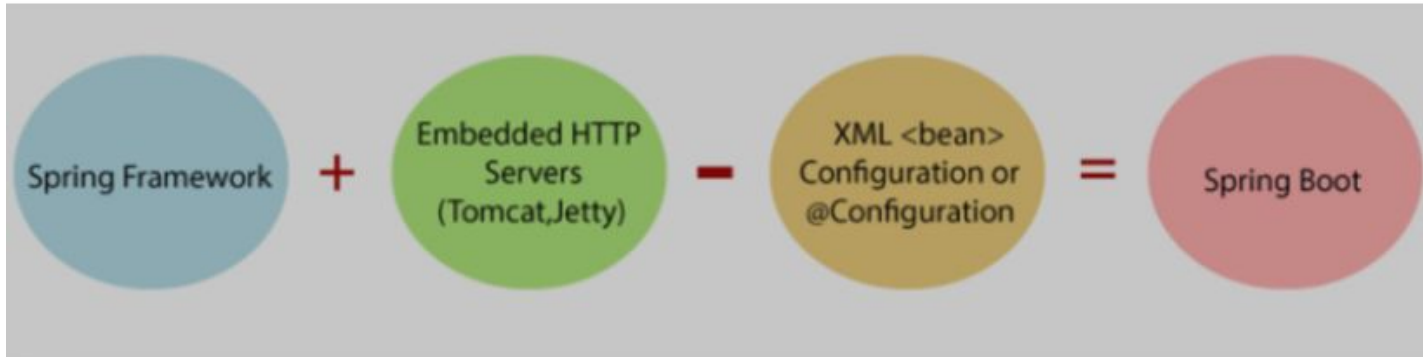 Spring Framework
+
Embedded HTTP
Servers
(Tomcat,Jetty)
-
XML <bean>
Configuration or
@Configuration
=
Spring Boot